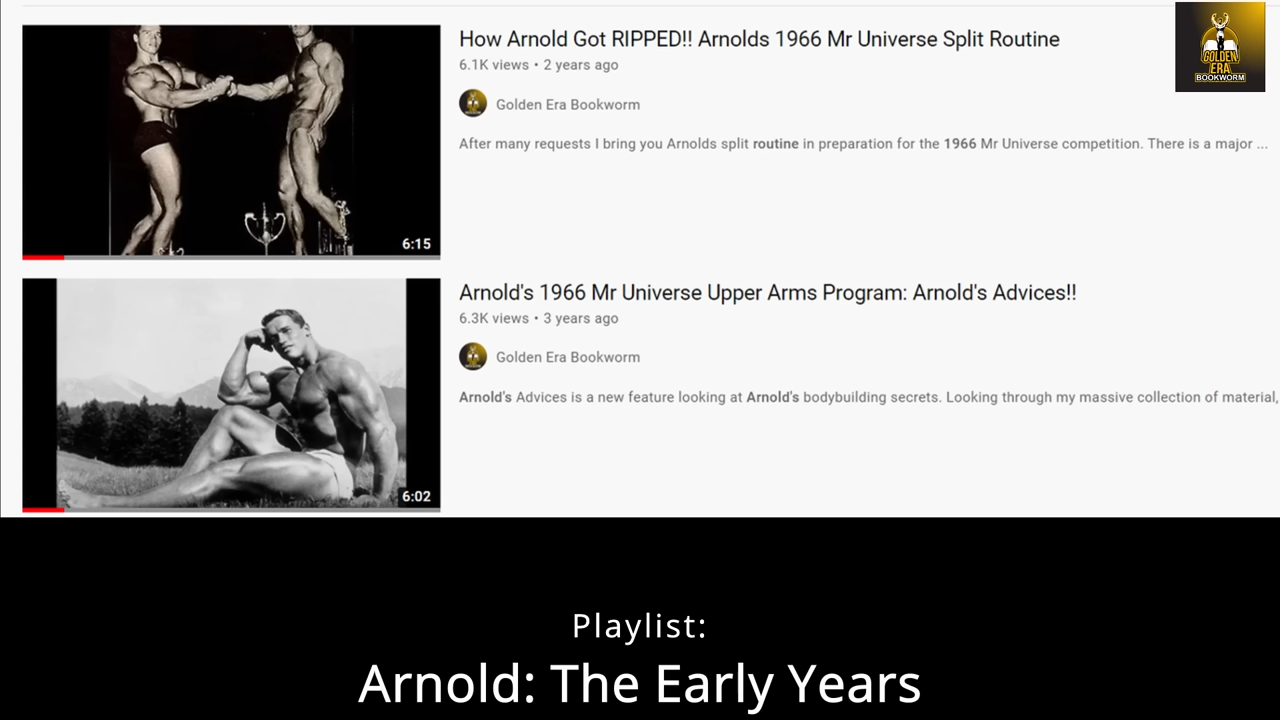 How Arnold Got RIPPED!! Arnolds 1966 Mr Universe Split Routine
6.1K views • 2 years ago
GOLDEN
ERA
BOOKWORM
Golden Era Bookworm
After many requests I bring you Arnolds split routine in preparation for the 1966 Mr Universe competition. There is a major ...
6:15
Arnold's 1966 Mr Universe Upper Arms Program: Arnold's Advices!!
6.3K views • 3 years ago
Golden Era Bookworm
Arnold's Advices is a new feature looking at Arnold's bodybuilding secrets. Looking through my massive collection of material,
6:02
Playlist:
Arnold: The Early Years